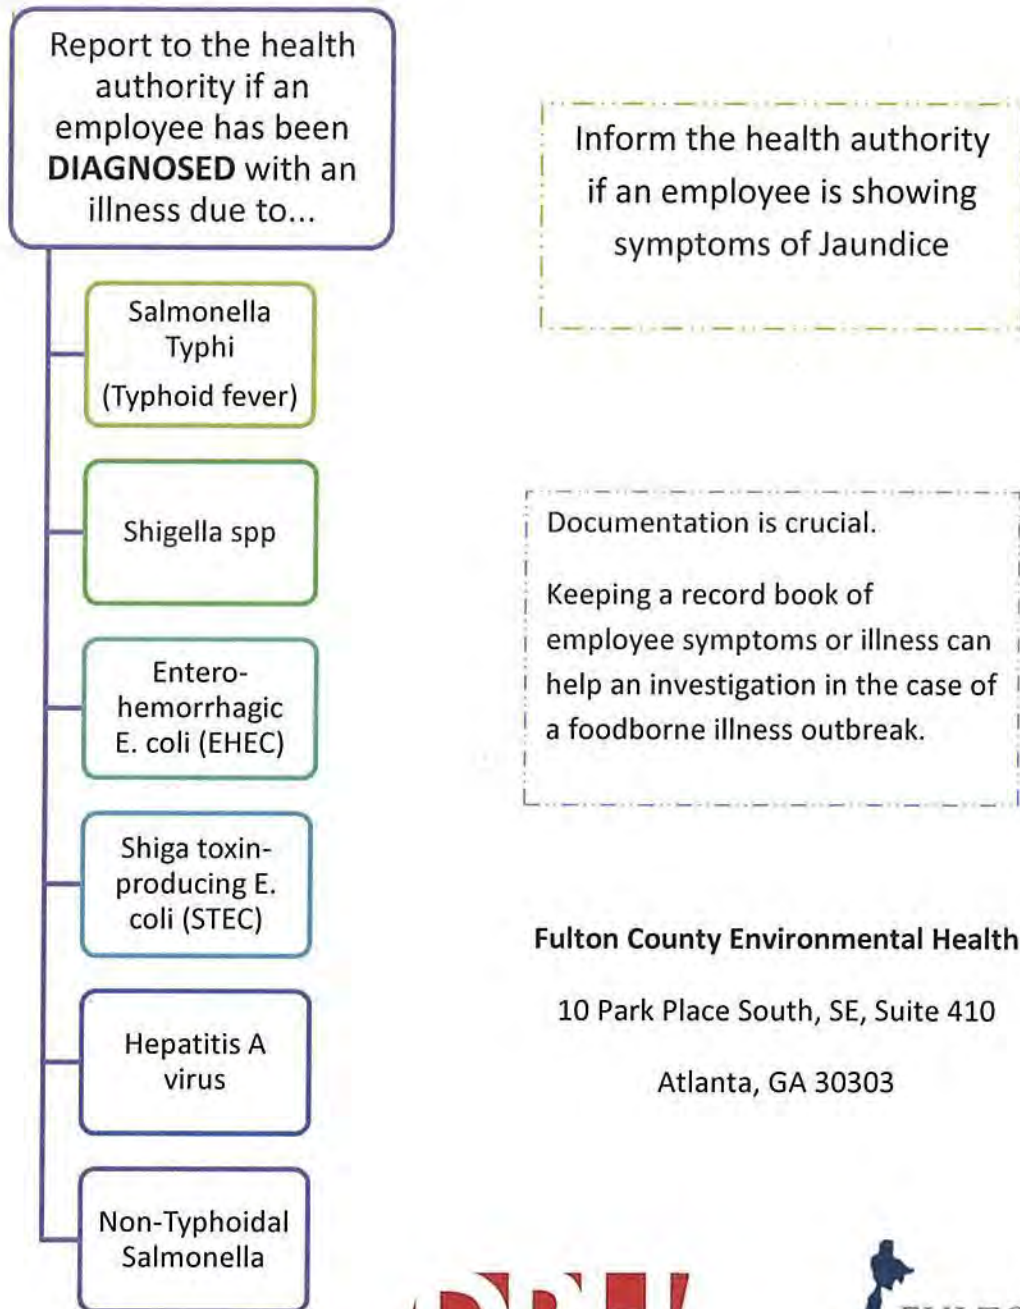 Report to the health
authority if an
employee has been
DIAGNOSED with an
illness due to...
Salmonella
Typhi
(Typhoid fever)
Shigella spp
Entero-
hemorrhagic
E. coli (EHEC)
Shiga toxin-
producing E.
coli (STEC)
Hepatitis A
virus
Non-Typhoidal
Salmonella
Inform the health authority
if an employee is showing
symptoms of Jaundice
Documentation is crucial.
Keeping a record book of
employee symptoms or illness can
help an investigation in the case of
a foodborne illness outbreak.
Fulton County Environmental Health
10 Park Place South, SE, Suite 410
Atlanta, GA 30303